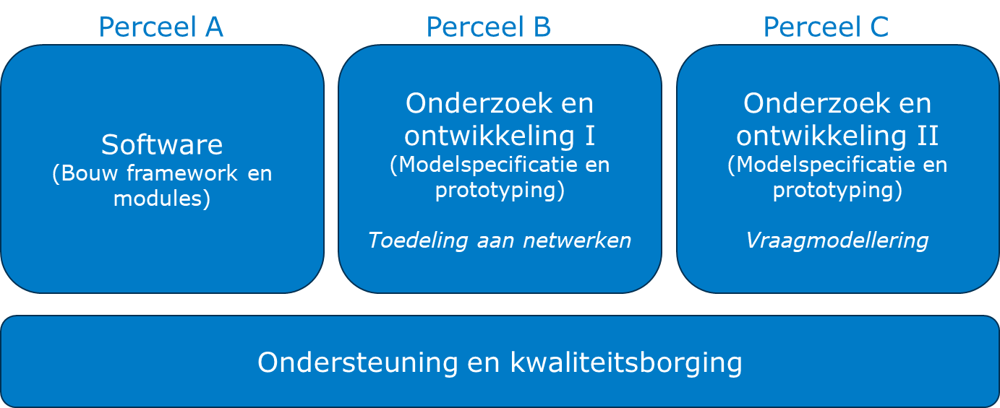 Perceel A
Software
(Bouw framework en
modules)
Perceel B
Onderzoek en
ontwikkeling I
(Modelspecificatie en
prototyping)
Toedeling aan netwerken
Perceel C
Onderzoek en
ontwikkeling II
(Modelspecificatie en
prototyping)
Vraagmodellering
Ondersteuning en kwaliteitsborging